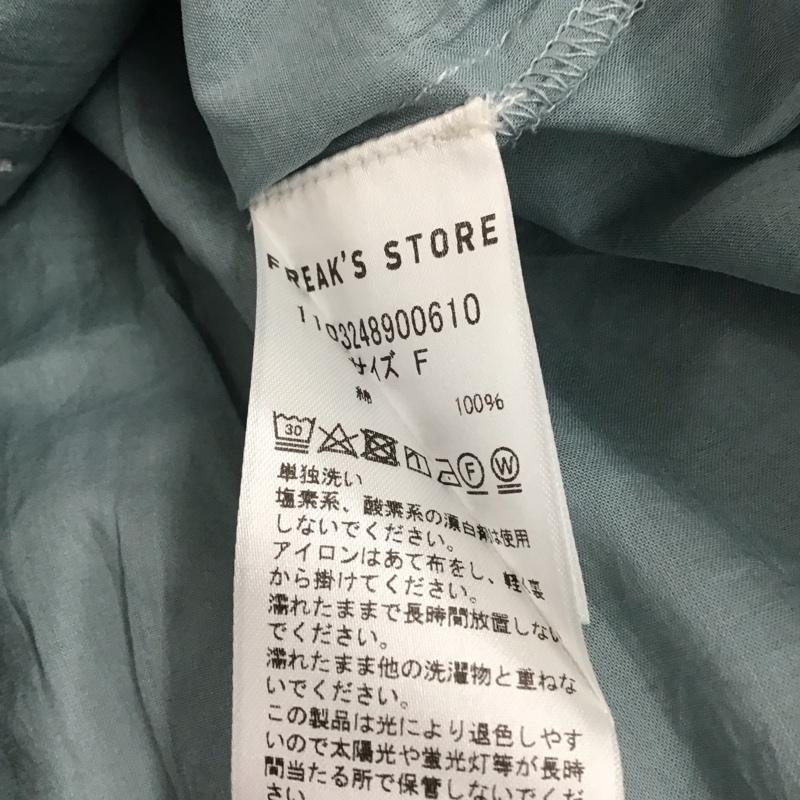 FREAK'S STORE
1103248900610
サイズ F
綿 100%
30 F W
単独洗い
塩素系、酸素系の漂白剤は使用
しないでください。
アイロンはあて布をし、軽く裏
から掛けてください。
濡れたままで長時間放置しない
でください。
濡れたまま他の洗濯物と重ねな
いでください。
この製品は光により退色しやす
いので太陽光や蛍光灯等が長時
間当たる所で保管しないでくだ
さい。